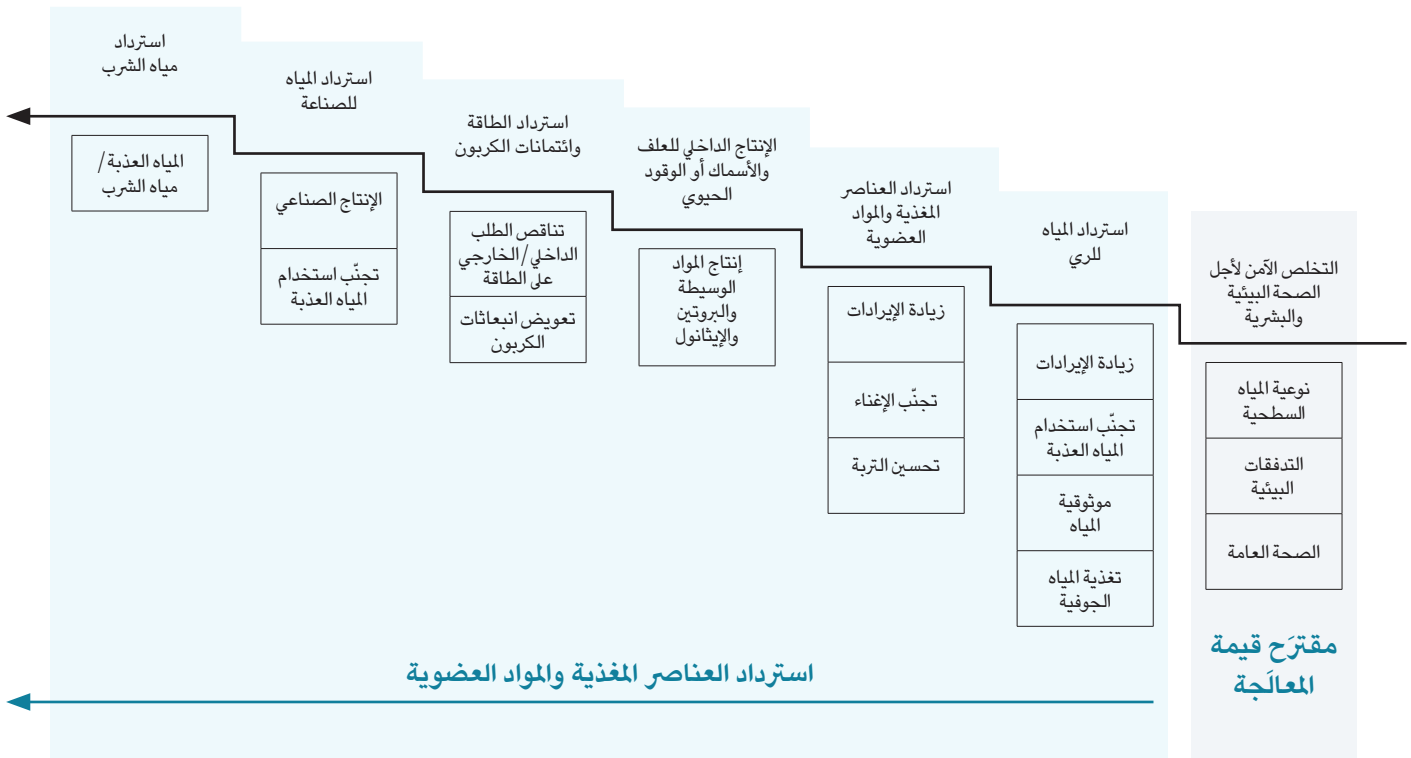 التخلص الآمن لأجل
الصحة البيئية
والبشرية
نوعية المياه
السطحية
التدفقات
البيئية
الصحة العامة
مقترَح قيمة
المعالَجة
استرداد المياه
للري
زيادة الإيرادات
تجنّب استخدام
المياه العذبة
موثوقية
المياه
تغذية المياه
الجوفية
استرداد العناصر
المغذية والمواد
العضوية
زيادة الإيرادات
تجنّب الإغناء
تحسين التربة
الإنتاج الداخلي للعلف
والأسماك أو الوقود
الحيوي
إنتاج المواد
الوسيطة
والبروتين
والإيثانول
استرداد الطاقة
وائتمانات الكربون
تناقص الطلب
الداخلي/الخارجي
على الطاقة
تعويض انبعاثات
الكربون
استرداد المياه
للصناعة
الإنتاج الصناعي
تجنّب استخدام
المياه العذبة
استرداد
مياه الشرب
المياه العذبة/
مياه الشرب
استرداد العناصر المغذية والمواد العضوية